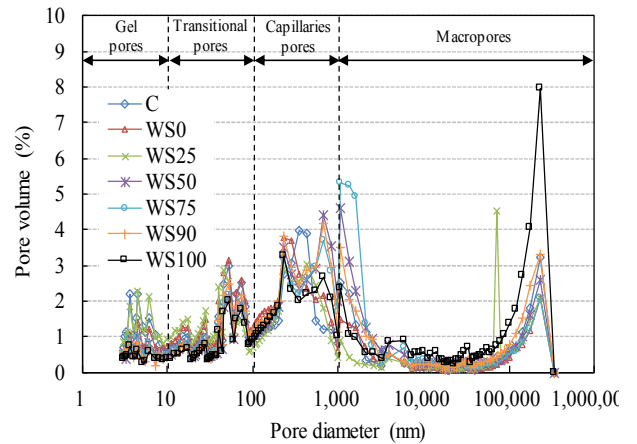 10
9
8
7
6
5
4
3
2
1
0
Pore volume (%)
Gel
pores
Transitional
pores
Capillaries
pores
Macropores
C
WS0
WS25
WS50
WS75
WS90
WS100
1 10 100 1,000 10,000 100,000 1,000,000
Pore diameter (nm)